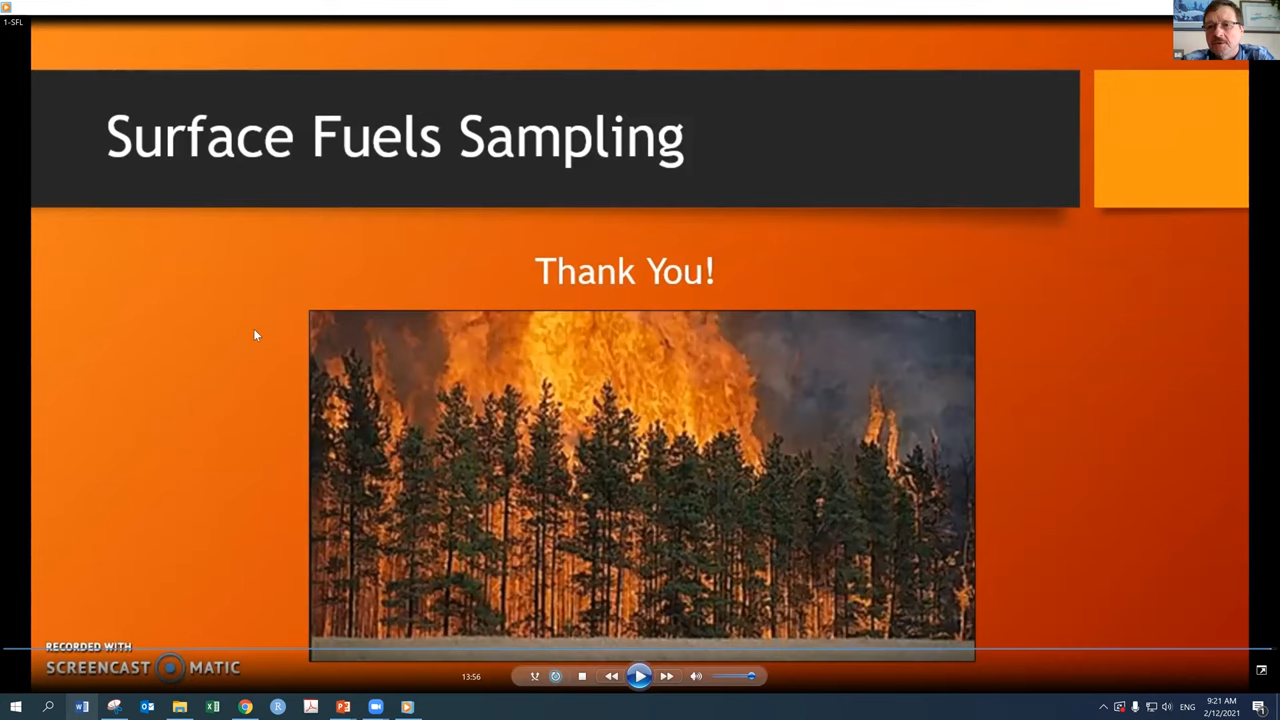 1-SFL
Surface Fuels Sampling
Thank You!
RECORDED WITH
SCREENCAST MATIC
13:56
ENG
9:21 AM
2/12/2021